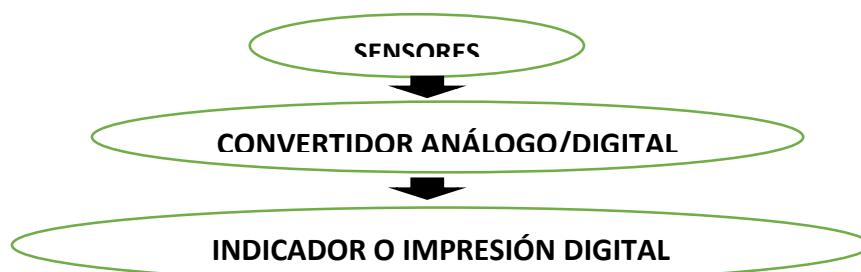 SENSORES
CONVERTIDOR ANÁLOGO/DIGITAL
INDICADOR O IMPRESIÓN DIGITAL